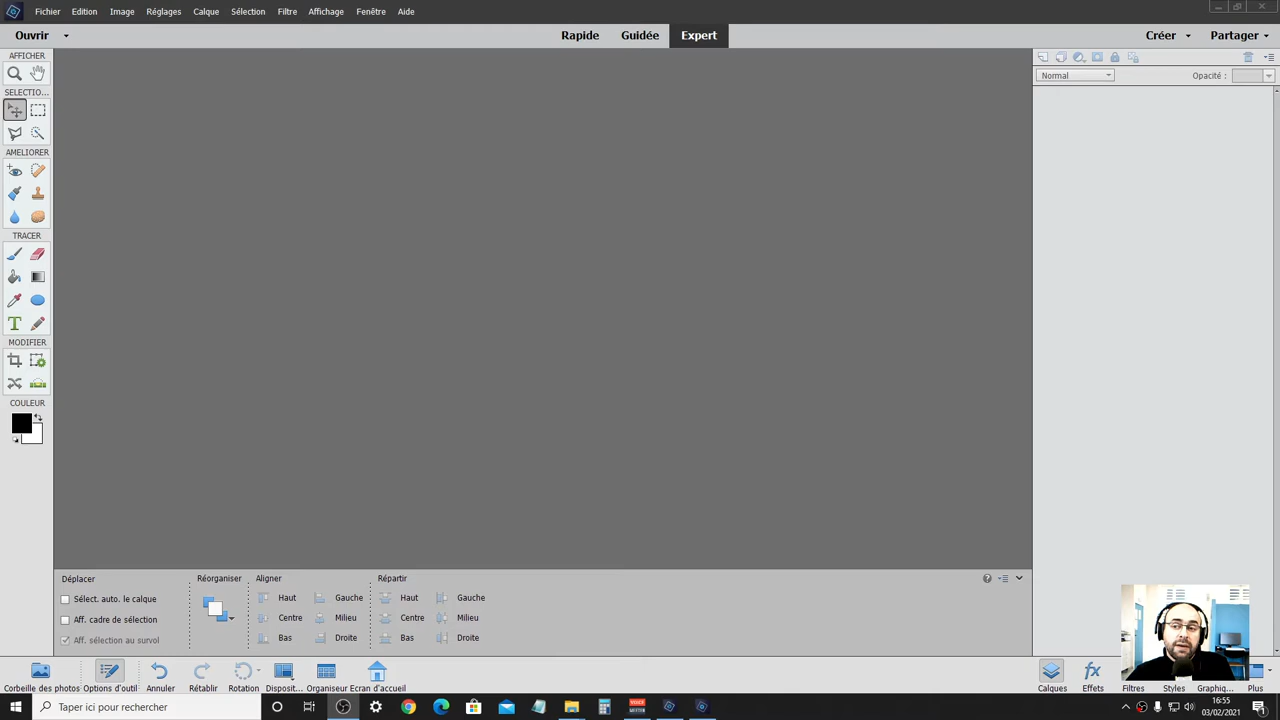 Fichier Edition Image Réglages Calque Sélection Filtre Affichage Fenêtre Aide
Ouvrir Rapide Guidée Expert Créer Partager
AFFICHER
SELECTIO...
AMELIORER
TRACER
T
MODIFIER
COULEUR
Normal Opacité :
Déplacer Réorganiser Aligner Répartir
Sélect. auto. le calque Haut Gauche Haut Gauche
Aff. cadre de sélection Centre Milieu Centre Milieu
Aff. sélection au survol Bas Droite Bas Droite
Corbeille des photos Options d'outil Annuler Rétablir Rotation Disposit... Organiseur Ecran d'accueil Calques Effets Filtres Styles Graphiq... Plus
Taper ici pour rechercher 16:55
03/02/2021